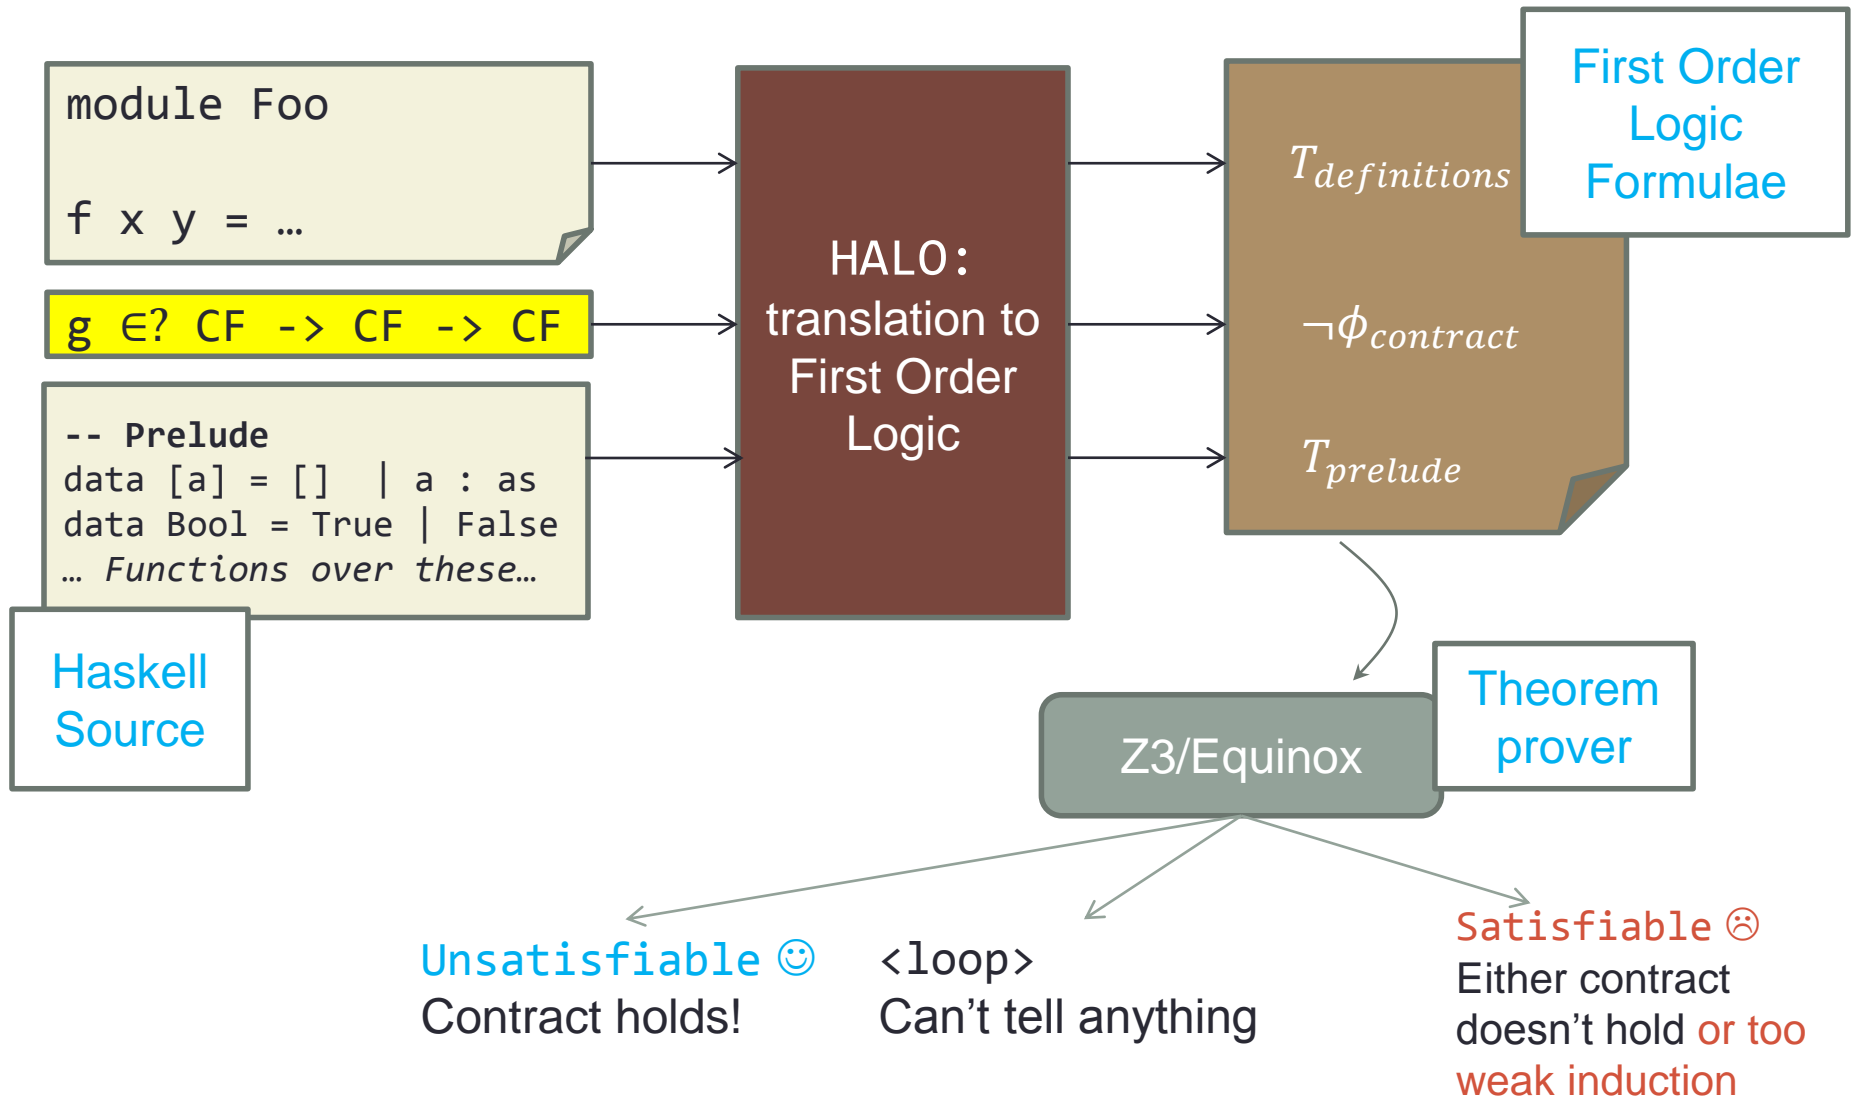 module Foo
f x y = …
g ∈? CF -> CF -> CF
-- Prelude
data [a] = [] | a : as
data Bool = True | False
… Functions over these…
Haskell
Source
HALO:
translation to
First Order
Logic
T_definitions
¬ϕ_contract
T_prelude
First Order
Logic
Formulae
Theorem
prover
Z3/Equinox
Unsatisfiable ☺
Contract holds!
<loop>
Can’t tell anything
Satisfiable ☹
Either contract
doesn’t hold or too
weak induction